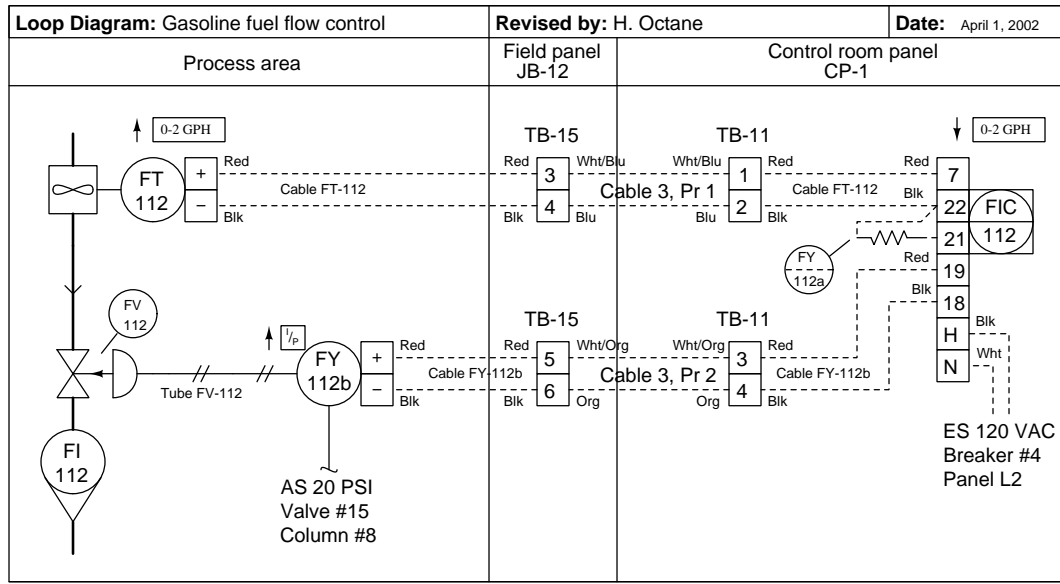 Loop Diagram: Gasoline fuel flow control
Revised by: H. Octane
Date: April 1, 2002
Process area
Field panel
JB-12
Control room panel
CP-1
0-2 GPH
TB-15
TB-11
0-2 GPH
FT
112
+
−
Red
Blk
Cable FT-112
Red
Blk
3
4
Wht/Blu
Blu
Cable 3, Pr 1
Wht/Blu
Blu
1
2
Red
Blk
Cable FT-112
Red
Blk
7
22
21
19
18
H
N
FIC
112
FY
112a
Red
Blk
Blk
Wht
FV
112
Tube FV-112
I/P
FY
112b
+
−
Red
Blk
Cable FY-112b
TB-15
Red
Blk
5
6
Wht/Org
Org
Cable 3, Pr 2
TB-11
Wht/Org
Org
3
4
Red
Blk
Cable FY-112b
FI
112
AS 20 PSI
Valve #15
Column #8
ES 120 VAC
Breaker #4
Panel L2